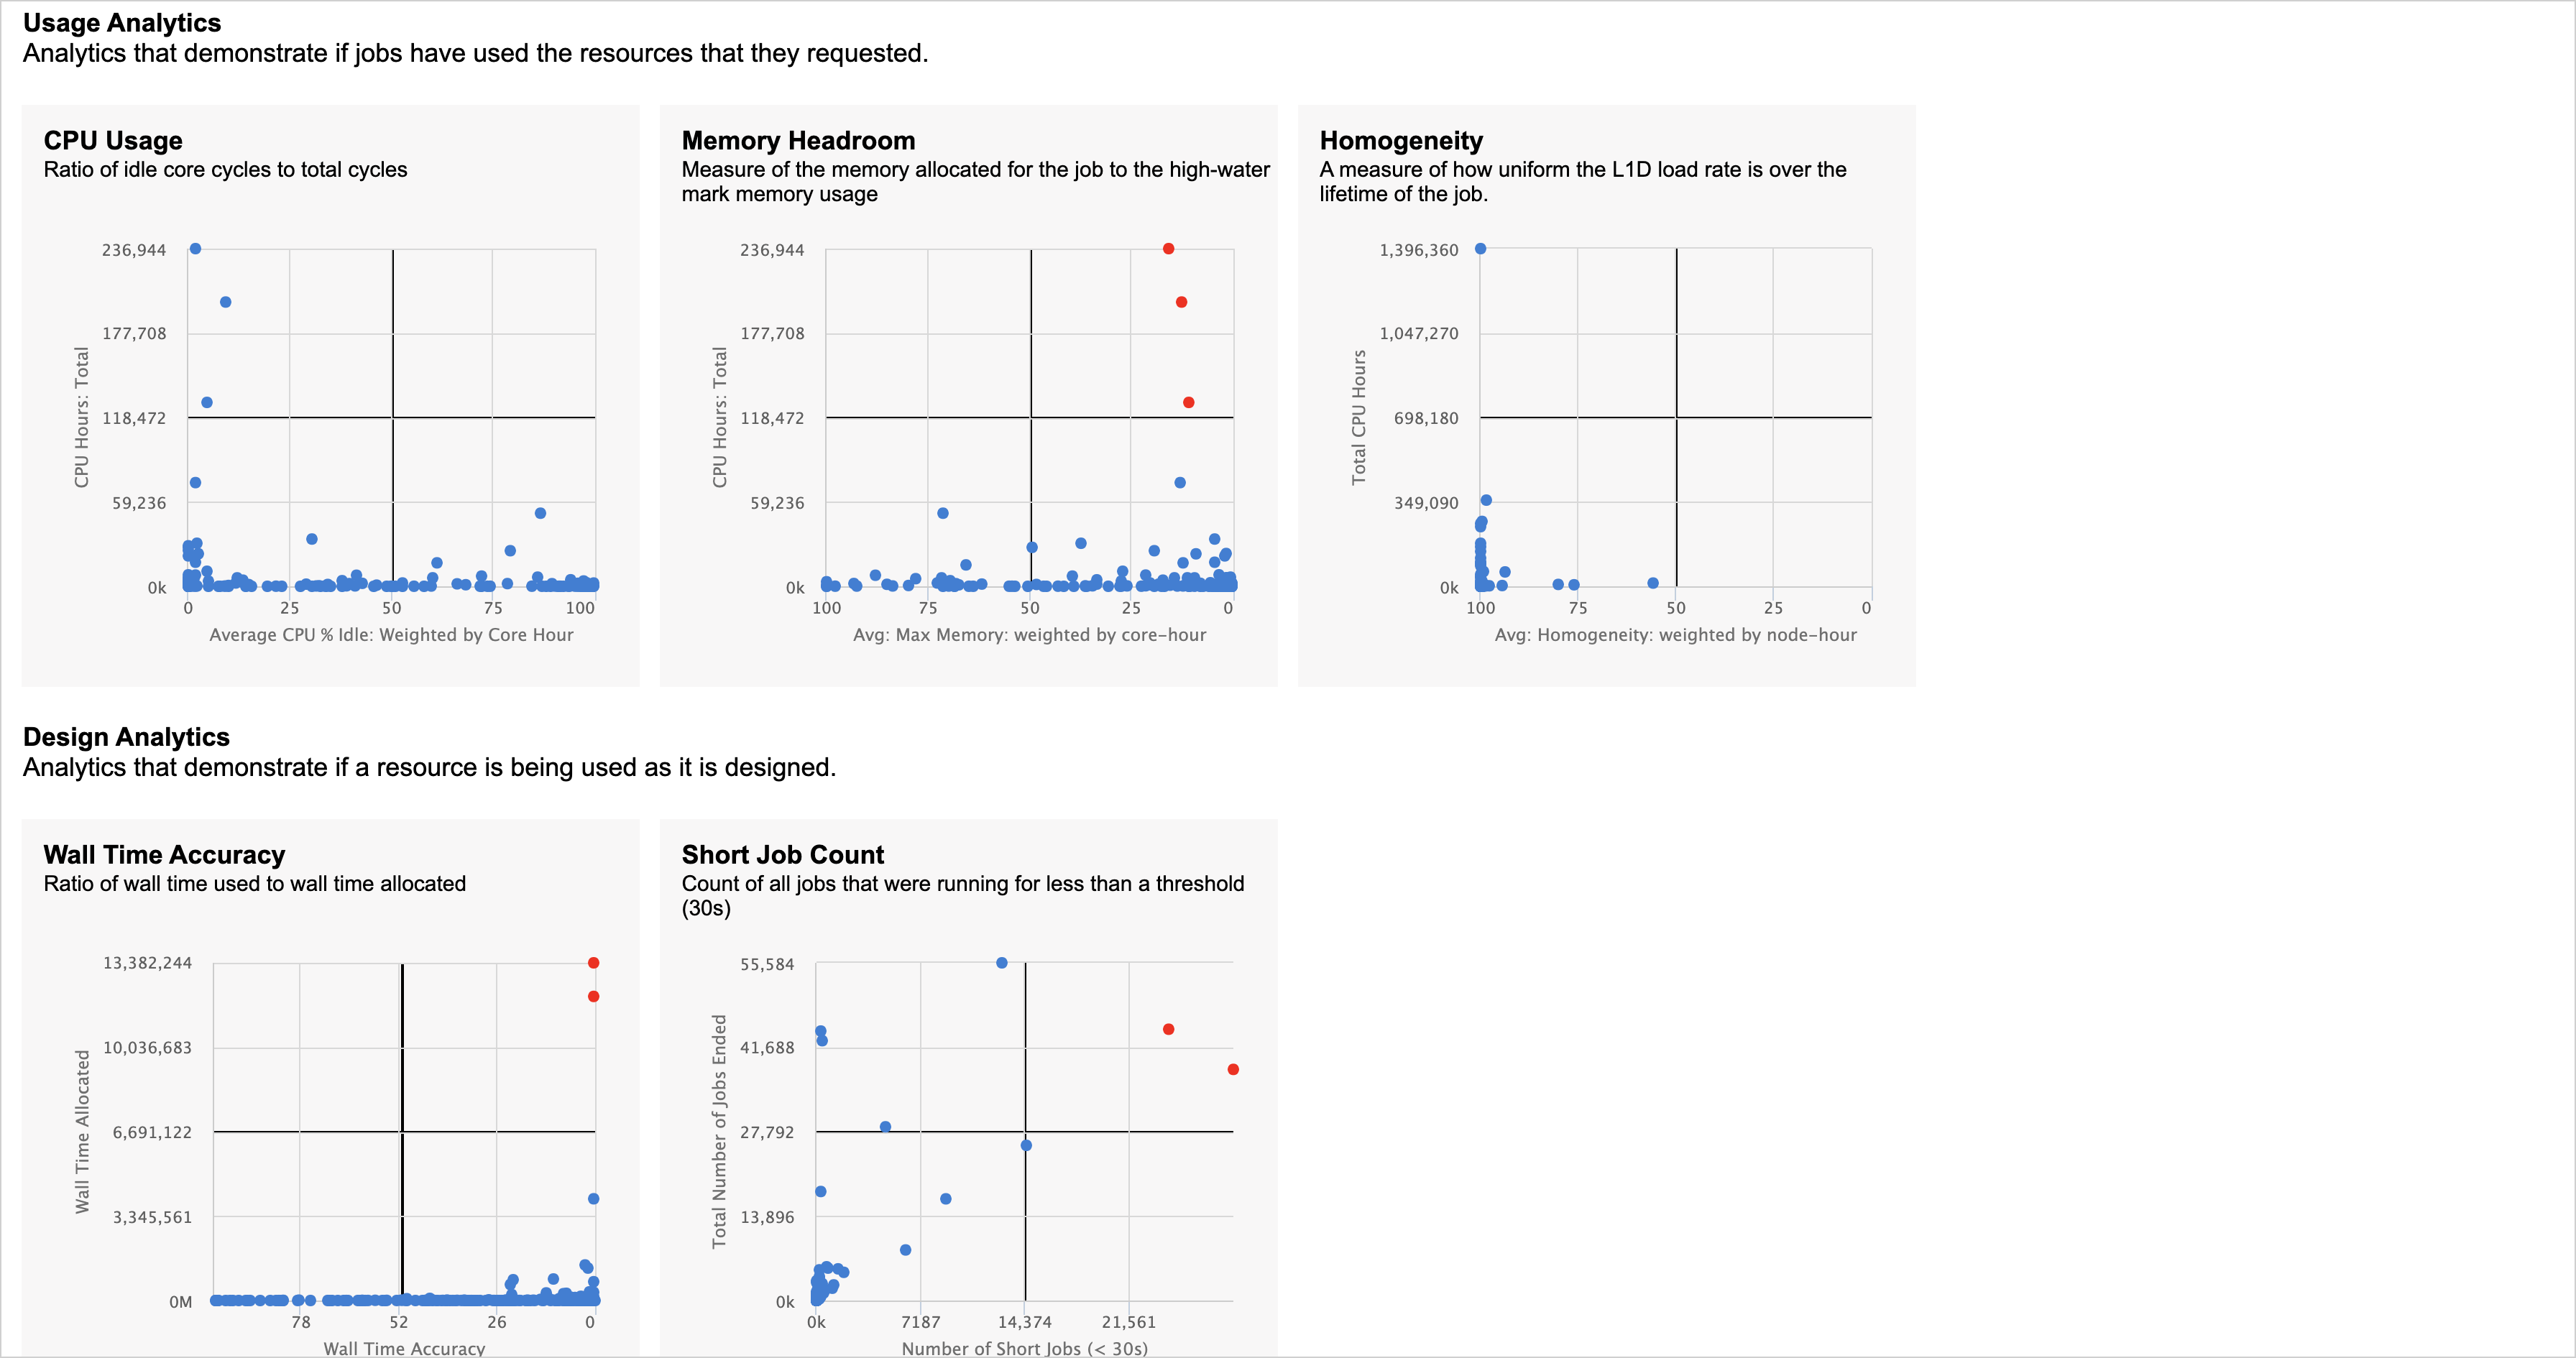 Usage Analytics
Analytics that demonstrate if jobs have used the resources that they requested.
CPU Usage
Ratio of idle core cycles to total cycles
236,944
177,708
118,472
59,236
0k
CPU Hours: Total
0
25
50
75
100
Average CPU % Idle: Weighted by Core Hour
Memory Headroom
Measure of the memory allocated for the job to the high-water
mark memory usage
236,944
177,708
118,472
59,236
0k
CPU Hours: Total
100
75
50
25
0
Avg: Max Memory: weighted by core-hour
Homogeneity
A measure of how uniform the L1D load rate is over the
lifetime of the job.
1,396,360
1,047,270
698,180
349,090
0k
Total CPU Hours
100
75
50
25
0
Avg: Homogeneity: weighted by node-hour
Design Analytics
Analytics that demonstrate if a resource is being used as it is designed.
Wall Time Accuracy
Ratio of wall time used to wall time allocated
13,382,244
10,036,683
6,691,122
3,345,561
0M
Wall Time Allocated
78
52
26
0
Wall Time Accuracy
Short Job Count
Count of all jobs that were running for less than a threshold
(30s)
55,584
41,688
27,792
13,896
0k
Total Number of Jobs Ended
0k
7187
14,374
21,561
Number of Short Jobs (< 30s)